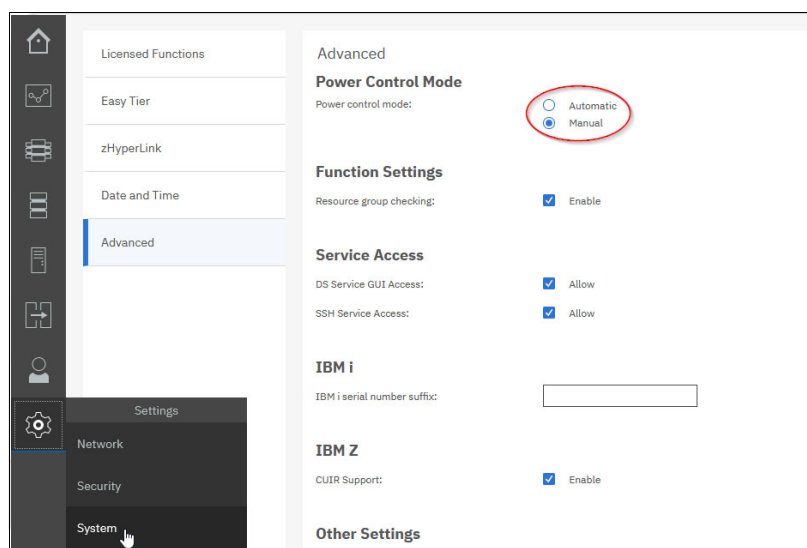 Licensed Functions
Easy Tier
zHyperLink
Date and Time
Advanced
Settings
Network
Security
System
Advanced
Power Control Mode
Power control mode:
Automatic
Manual
Function Settings
Resource group checking:
Enable
Service Access
DS Service GUI Access:
Allow
SSH Service Access:
Allow
IBM i
IBM i serial number suffix:
IBM Z
CUIR Support:
Enable
Other Settings